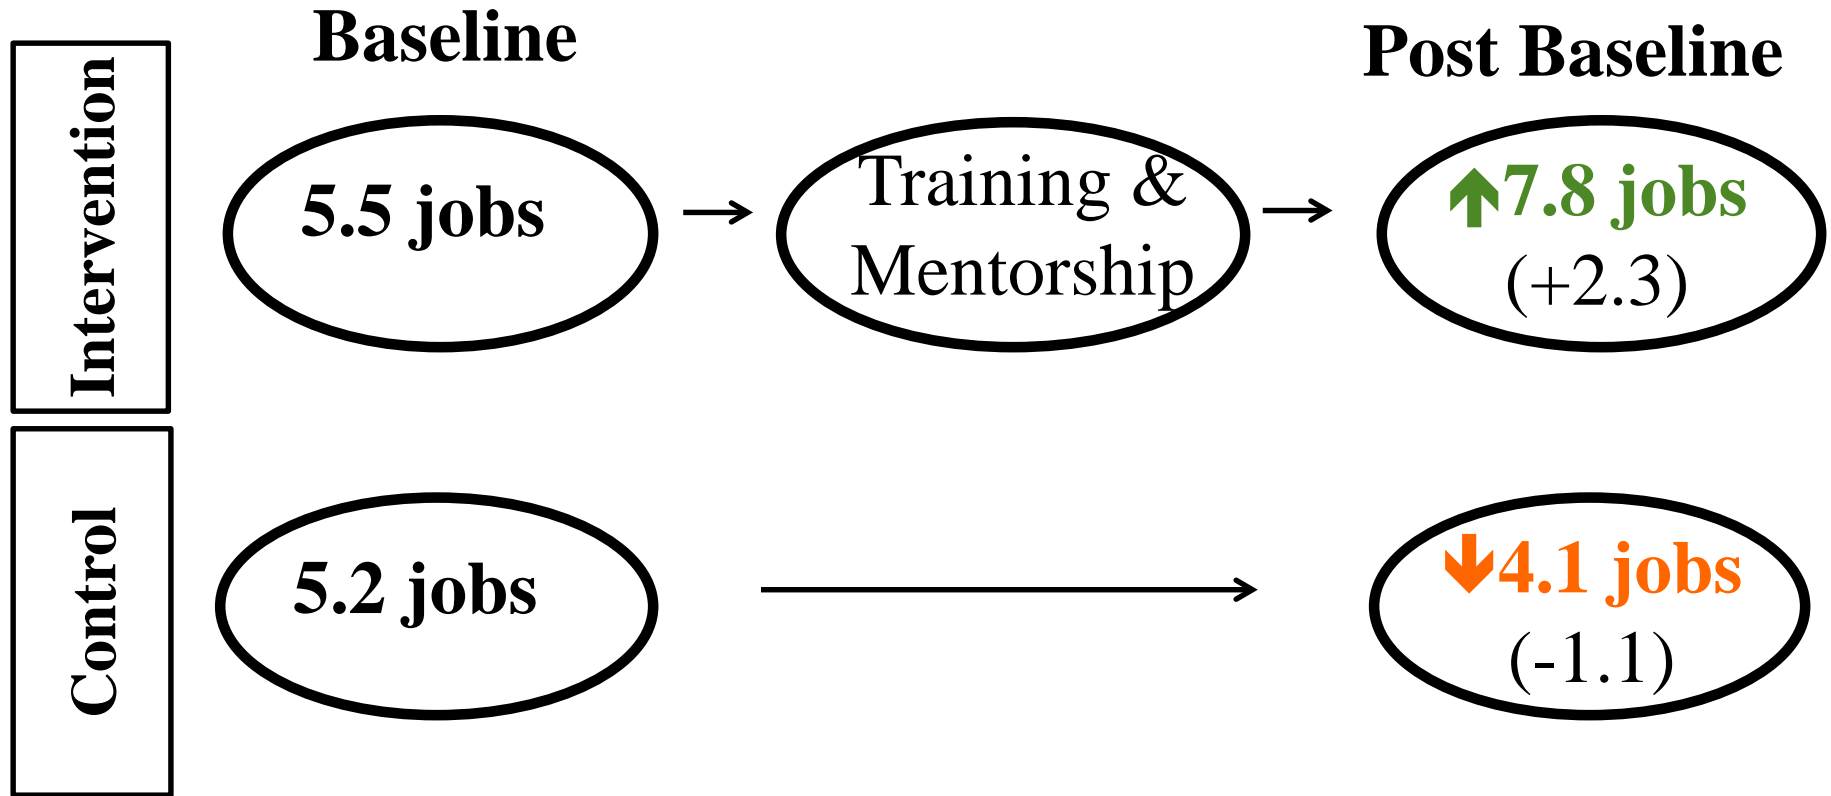 Baseline
Post Baseline
Intervention
5.5 jobs
Training &
Mentorship
7.8 jobs
(+2.3)
Control
5.2 jobs
4.1 jobs
(-1.1)